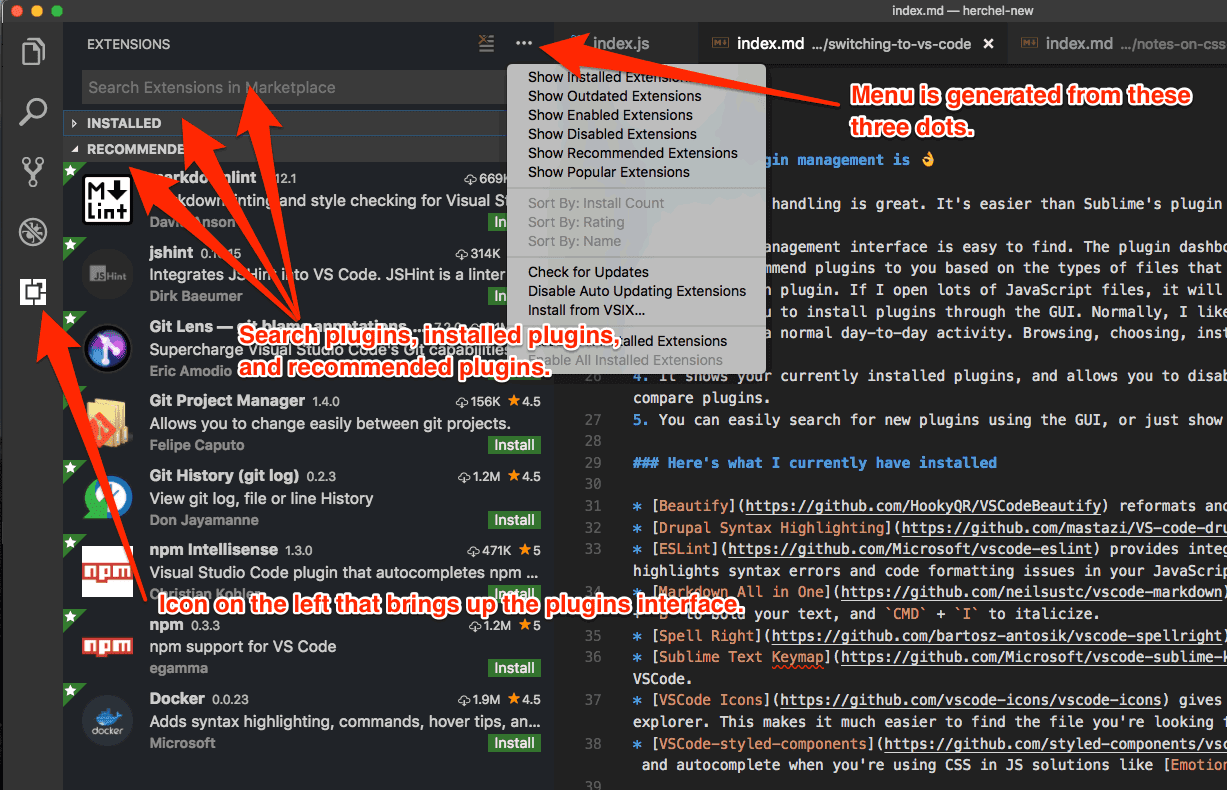 index.md — herchel-new
EXTENSIONS
index.js
index.md .../switching-to-vs-code
index.md .../notes-on-css
Search Extensions in Marketplace
INSTALLED
RECOMMENDE
markdownlint 12.1
669K
Markdown linting and style checking for Visual St
David Anson
In
jshint 0.10.15
314K
Integrates JSHint into VS Code. JSHint is a linter
Dirk Baeumer
In
Git Lens — git blame annotations
Supercharge Visual Studio Code's Git capabilities
Eric Amodio
Git Project Manager 1.4.0
156K 4.5
Allows you to change easily between git projects.
Felipe Caputo
Install
Git History (git log) 0.2.3
1.2M 4.5
View git log, file or line History
Don Jayamanne
Install
npm Intellisense 1.3.0
471K 5
Visual Studio Code plugin that autocompletes npm ...
Christian Kohler
Install
npm 0.3.3
1.2M 5
npm support for VS Code
egamma
Install
Docker 0.0.23
1.9M 4.5
Adds syntax highlighting, commands, hover tips, an...
Microsoft
Install
M
lint
JSHint
npm
npm
docker
Show Installed Extension
Show Outdated Extensions
Show Enabled Extensions
Show Disabled Extensions
Show Recommended Extensions
Show Popular Extensions
Sort By: Install Count
Sort By: Rating
Sort By: Name
Check for Updates
Disable Auto Updating Extensions
Install from VSIX...
alled Extensions
Enable All Installed Extensions
Menu is generated from these
three dots.
Search plugins, installed plugins,
and recommended plugins.
Icon on the left that brings up the plugins interface.
gin management is 👌
handling is great. It's easier than Sublime's plugin
anagement interface is easy to find. The plugin dashbo
mmend plugins to you based on the types of files that
n plugin. If I open lots of JavaScript files, it will
u to install plugins through the GUI. Normally, I like
a normal day-to-day activity. Browsing, choosing, inst
26 4. It shows your currently installed plugins, and allows you to disab
compare plugins.
27 5. You can easily search for new plugins using the GUI, or just show
28
29 ### Here's what I currently have installed
30
31 * [Beautify](https://github.com/HookyQR/VSCodeBeautify) reformats and
32 * [Drupal Syntax Highlighting](https://github.com/mastazi/VS-code-dru
33 * [ESLint](https://github.com/Microsoft/vscode-eslint) provides integ
highlights syntax errors and code formatting issues in your JavaScrip
34 * [Markdown All in One](https://github.com/neilsustc/vscode-markdown)
+ `B` to bold your text, and `CMD` + `I` to italicize.
35 * [Spell Right](https://github.com/bartosz-antosik/vscode-spellright)
36 * [Sublime Text Keymap](https://github.com/Microsoft/vscode-sublime-k
VSCode.
37 * [VSCode Icons](https://github.com/vscode-icons/vscode-icons) gives
explorer. This makes it much easier to find the file you're looking f
38 * [VSCode-styled-components](https://github.com/styled-components/vsc
and autocomplete when you're using CSS in JS solutions like [Emotion
39